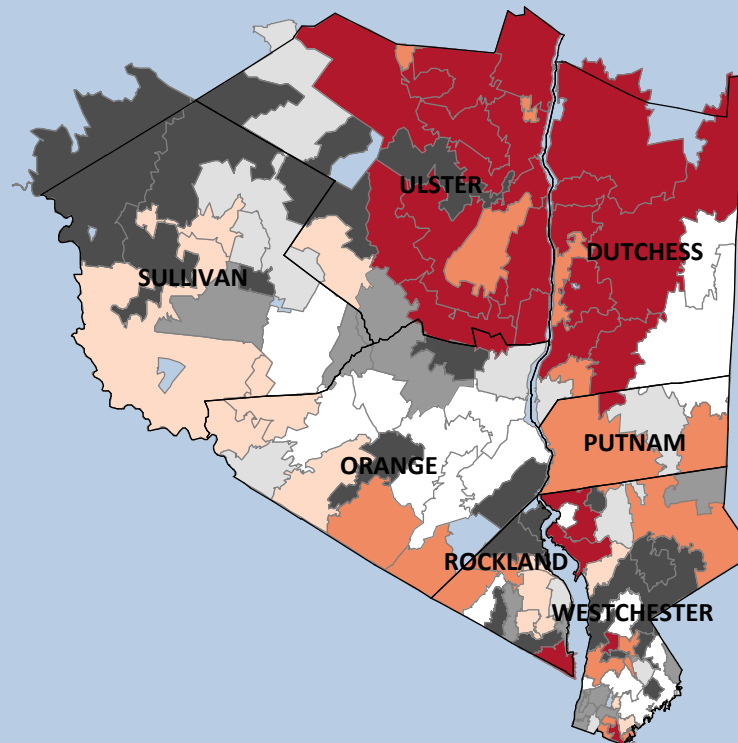 ULSTER
DUTCHESS
SULLIVAN
PUTNAM
ORANGE
ROCKLAND
WESTCHESTER